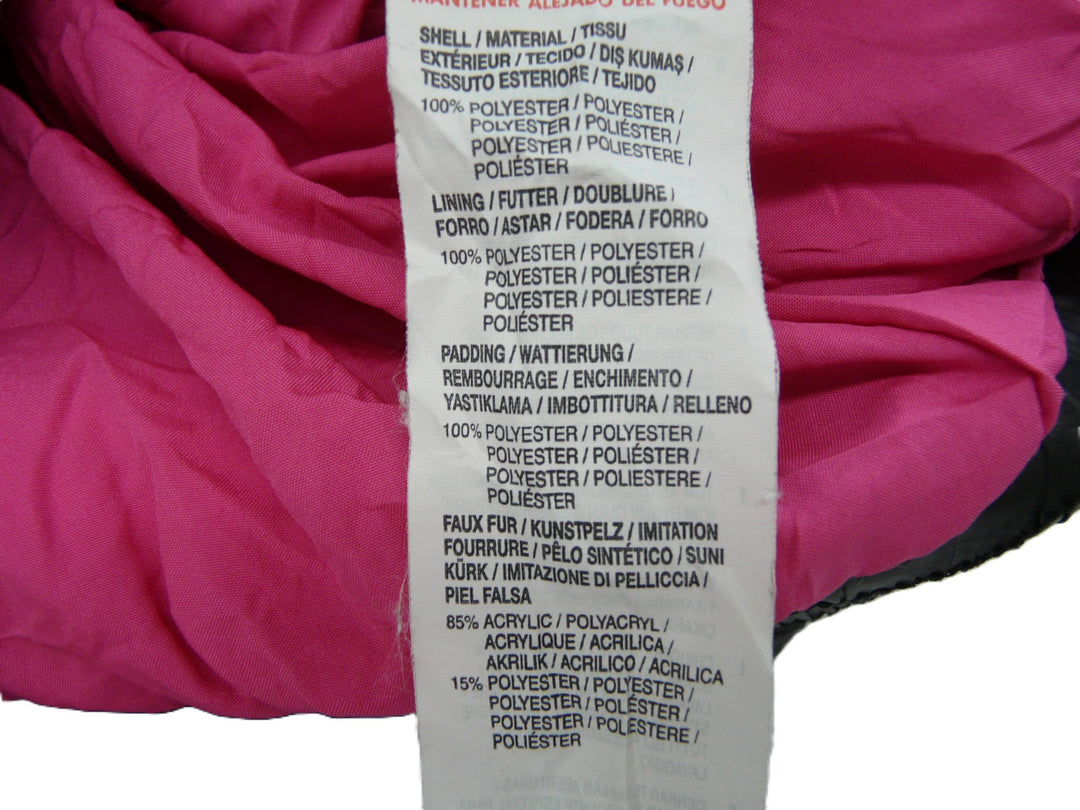 MANTENER ALEJADO DEL FUEGO
SHELL / MATERIAL / TISSU
EXTÉRIEUR / TECIDO / DIŞ KUMAŞ /
TESSUTO ESTERIORE / TEJIDO
100% POLYESTER / POLYESTER /
POLYESTER / POLIÉSTER /
POLYESTER / POLIESTERE /
POLIÉSTER
LINING / FUTTER / DOUBLURE /
FORRO / ASTAR / FODERA / FORRO
100% POLYESTER / POLYESTER /
POLYESTER / POLIÉSTER /
POLYESTER / POLIESTERE /
POLIÉSTER
PADDING / WATTIERUNG /
REMBOURRAGE / ENCHIMENTO /
YASTIKLAMA / IMBOTTITURA / RELLENO
100% POLYESTER / POLYESTER /
POLYESTER / POLIÉSTER /
POLYESTER / POLIESTERE /
POLIÉSTER
FAUX FUR / KUNSTPELZ / IMITATION
FOURRURE / PÊLO SINTÉTICO / SUNI
KÜRK / IMITAZIONE DI PELLICCIA /
PIEL FALSA
85% ACRYLIC / POLYACRYL /
ACRYLIQUE / ACRILICA /
AKRILIK / ACRILICO / ACRILICA
15% POLYESTER / POLYESTER /
POLYESTER / POLIÉSTER /
POLYESTER / POLIESTERE /
POLIÉSTER